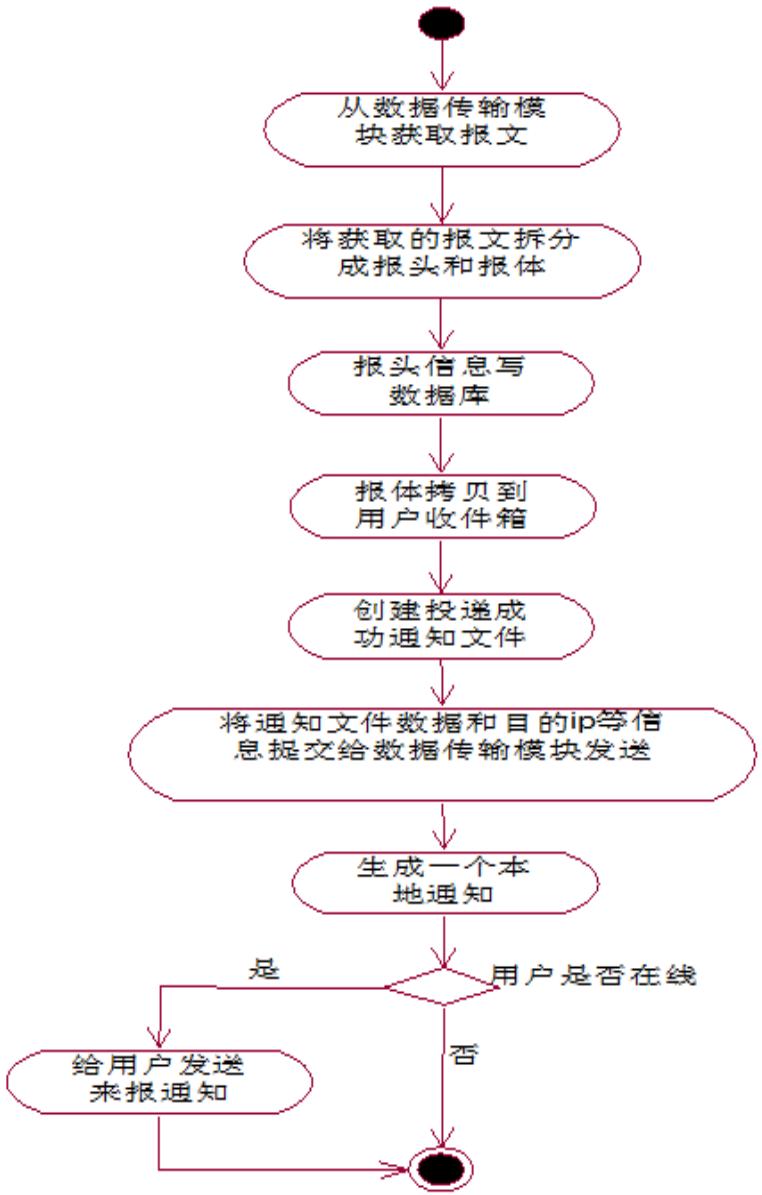 从数据传输模
块获取报文
将获取的报文拆分
成报头和报体
报头信息写
数据库
报体拷贝到
用户收件箱
创建投递成
功通知文件
将通知文件数据和目的ip等信
息提交给数据传输模块发送
生成一个本
地通知
是
用户是否在线
否
给用户发送
来报通知